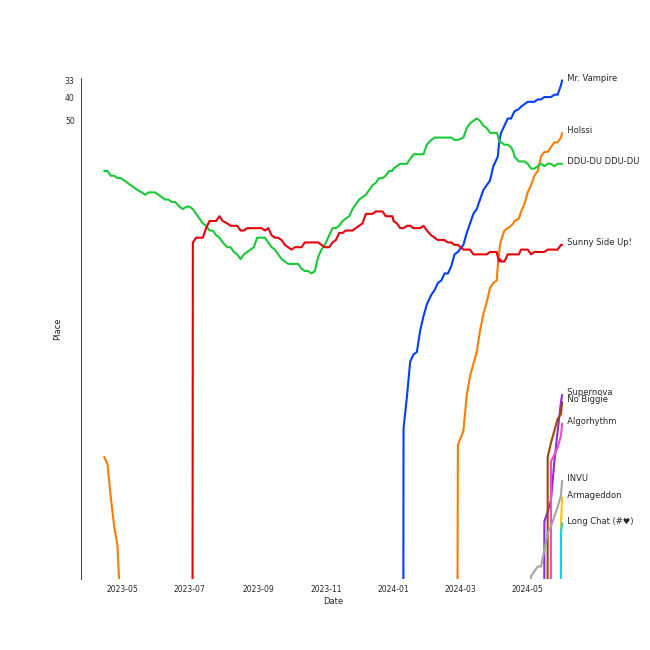 33
40
50
Place
Mr. Vampire
Holssi
DDU-DU DDU-DU
Sunny Side Up!
Supernova
No Biggie
Algorhythm
INVU
Armageddon
Long Chat (#♥)
2023-05 2023-07 2023-09 2023-11 2024-01 2024-03 2024-05
Date